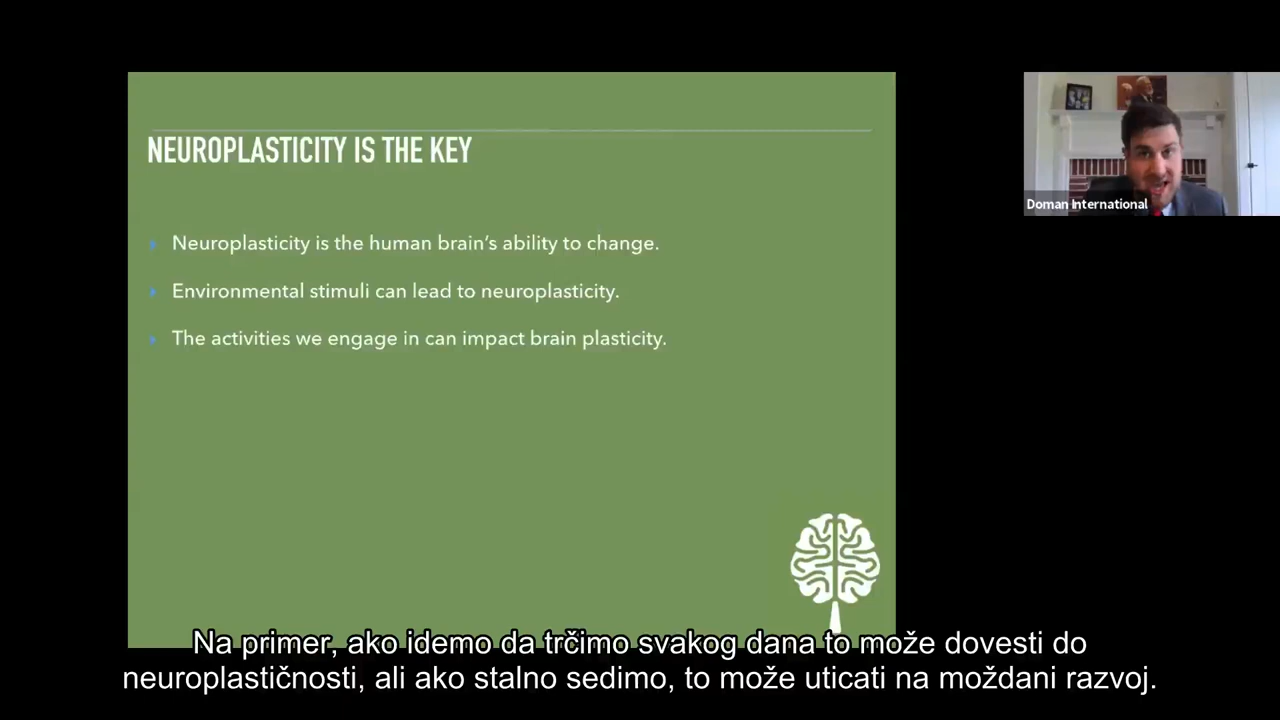 NEUROPLASTICITY IS THE KEY
Neuroplasticity is the human brain's ability to change.
Environmental stimuli can lead to neuroplasticity.
The activities we engage in can impact brain plasticity.
Doman International
Na primer, ako idemo da trčimo svakog dana to može dovesti do
neuroplastičnosti, ali ako stalno sedimo, to može uticati na moždani razvoj.